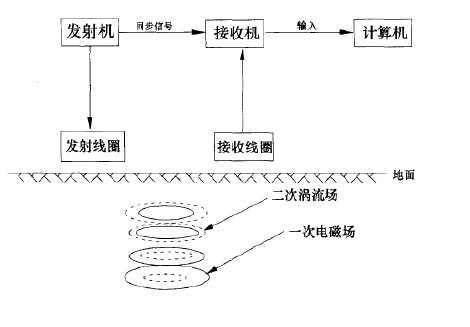 发射机
同步信号
接收机
输入
计算机
发射线圈
接收线圈
地面
二次涡流场
一次电磁场